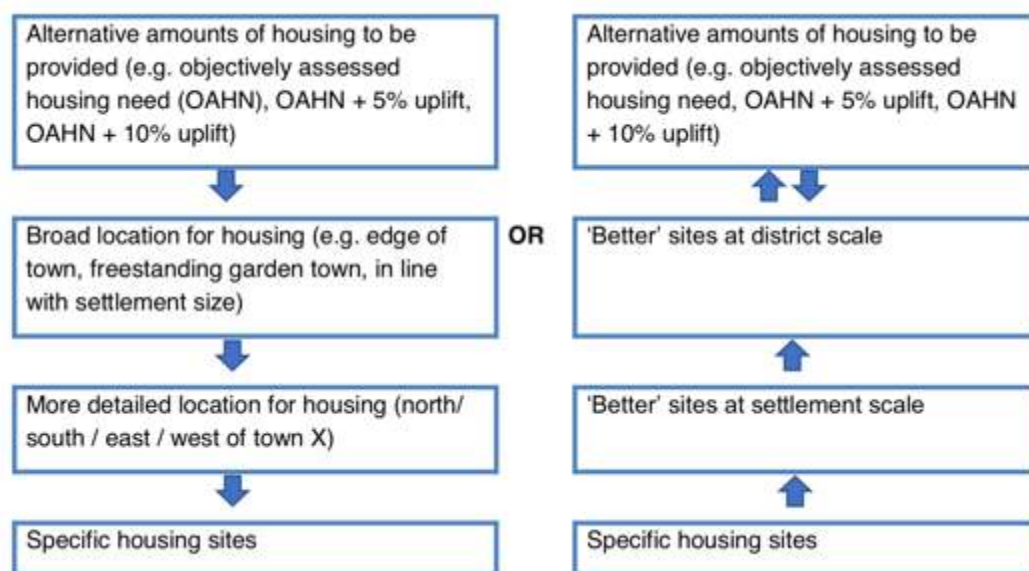 Alternative amounts of housing to be
provided (e.g. objectively assessed
housing need (OAHN), OAHN + 5% uplift,
OAHN + 10% uplift)
Broad location for housing (e.g. edge of
town, freestanding garden town, in line
with settlement size)
More detailed location for housing (north/
south / east / west of town X)
Specific housing sites
OR
Alternative amounts of housing to be
provided (e.g. objectively assessed
housing need, OAHN + 5% uplift, OAHN
+ 10% uplift)
‘Better’ sites at district scale
‘Better’ sites at settlement scale
Specific housing sites